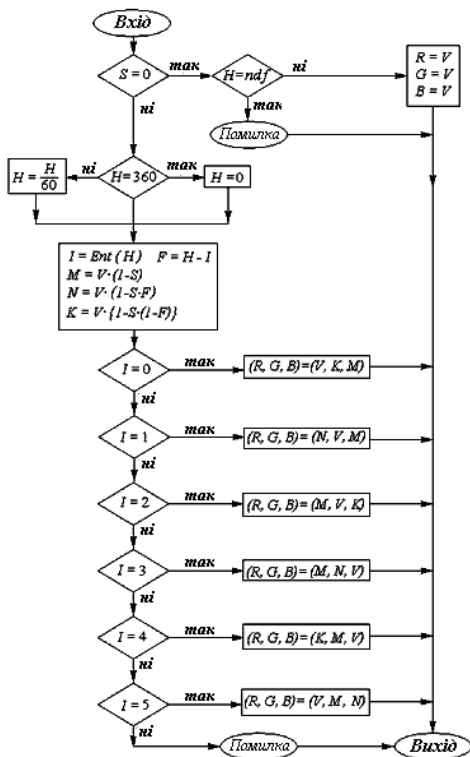 Вхід
S = 0
так
H=ndf
ні
R = V
G = V
B = V
ні
так
Помилка
H = H/60
ні
H=360
так
H=0
I = Ent ( H ) F = H - I
M = V· (1-S)
N = V· (1-S·F)
K = V· {1-S·(1-F)}
I = 0
так
(R, G, B)=(V, K, M)
ні
I = 1
так
(R, G, B)= (N, V, M)
ні
I = 2
так
(R, G, B)= (M, V, K)
ні
I = 3
так
(R, G, B)= (M, N, V)
ні
I = 4
так
(R, G, B)= (K, M, V)
ні
I = 5
так
(R, G, B)= (V, M, N)
ні
Помилка
Вихід